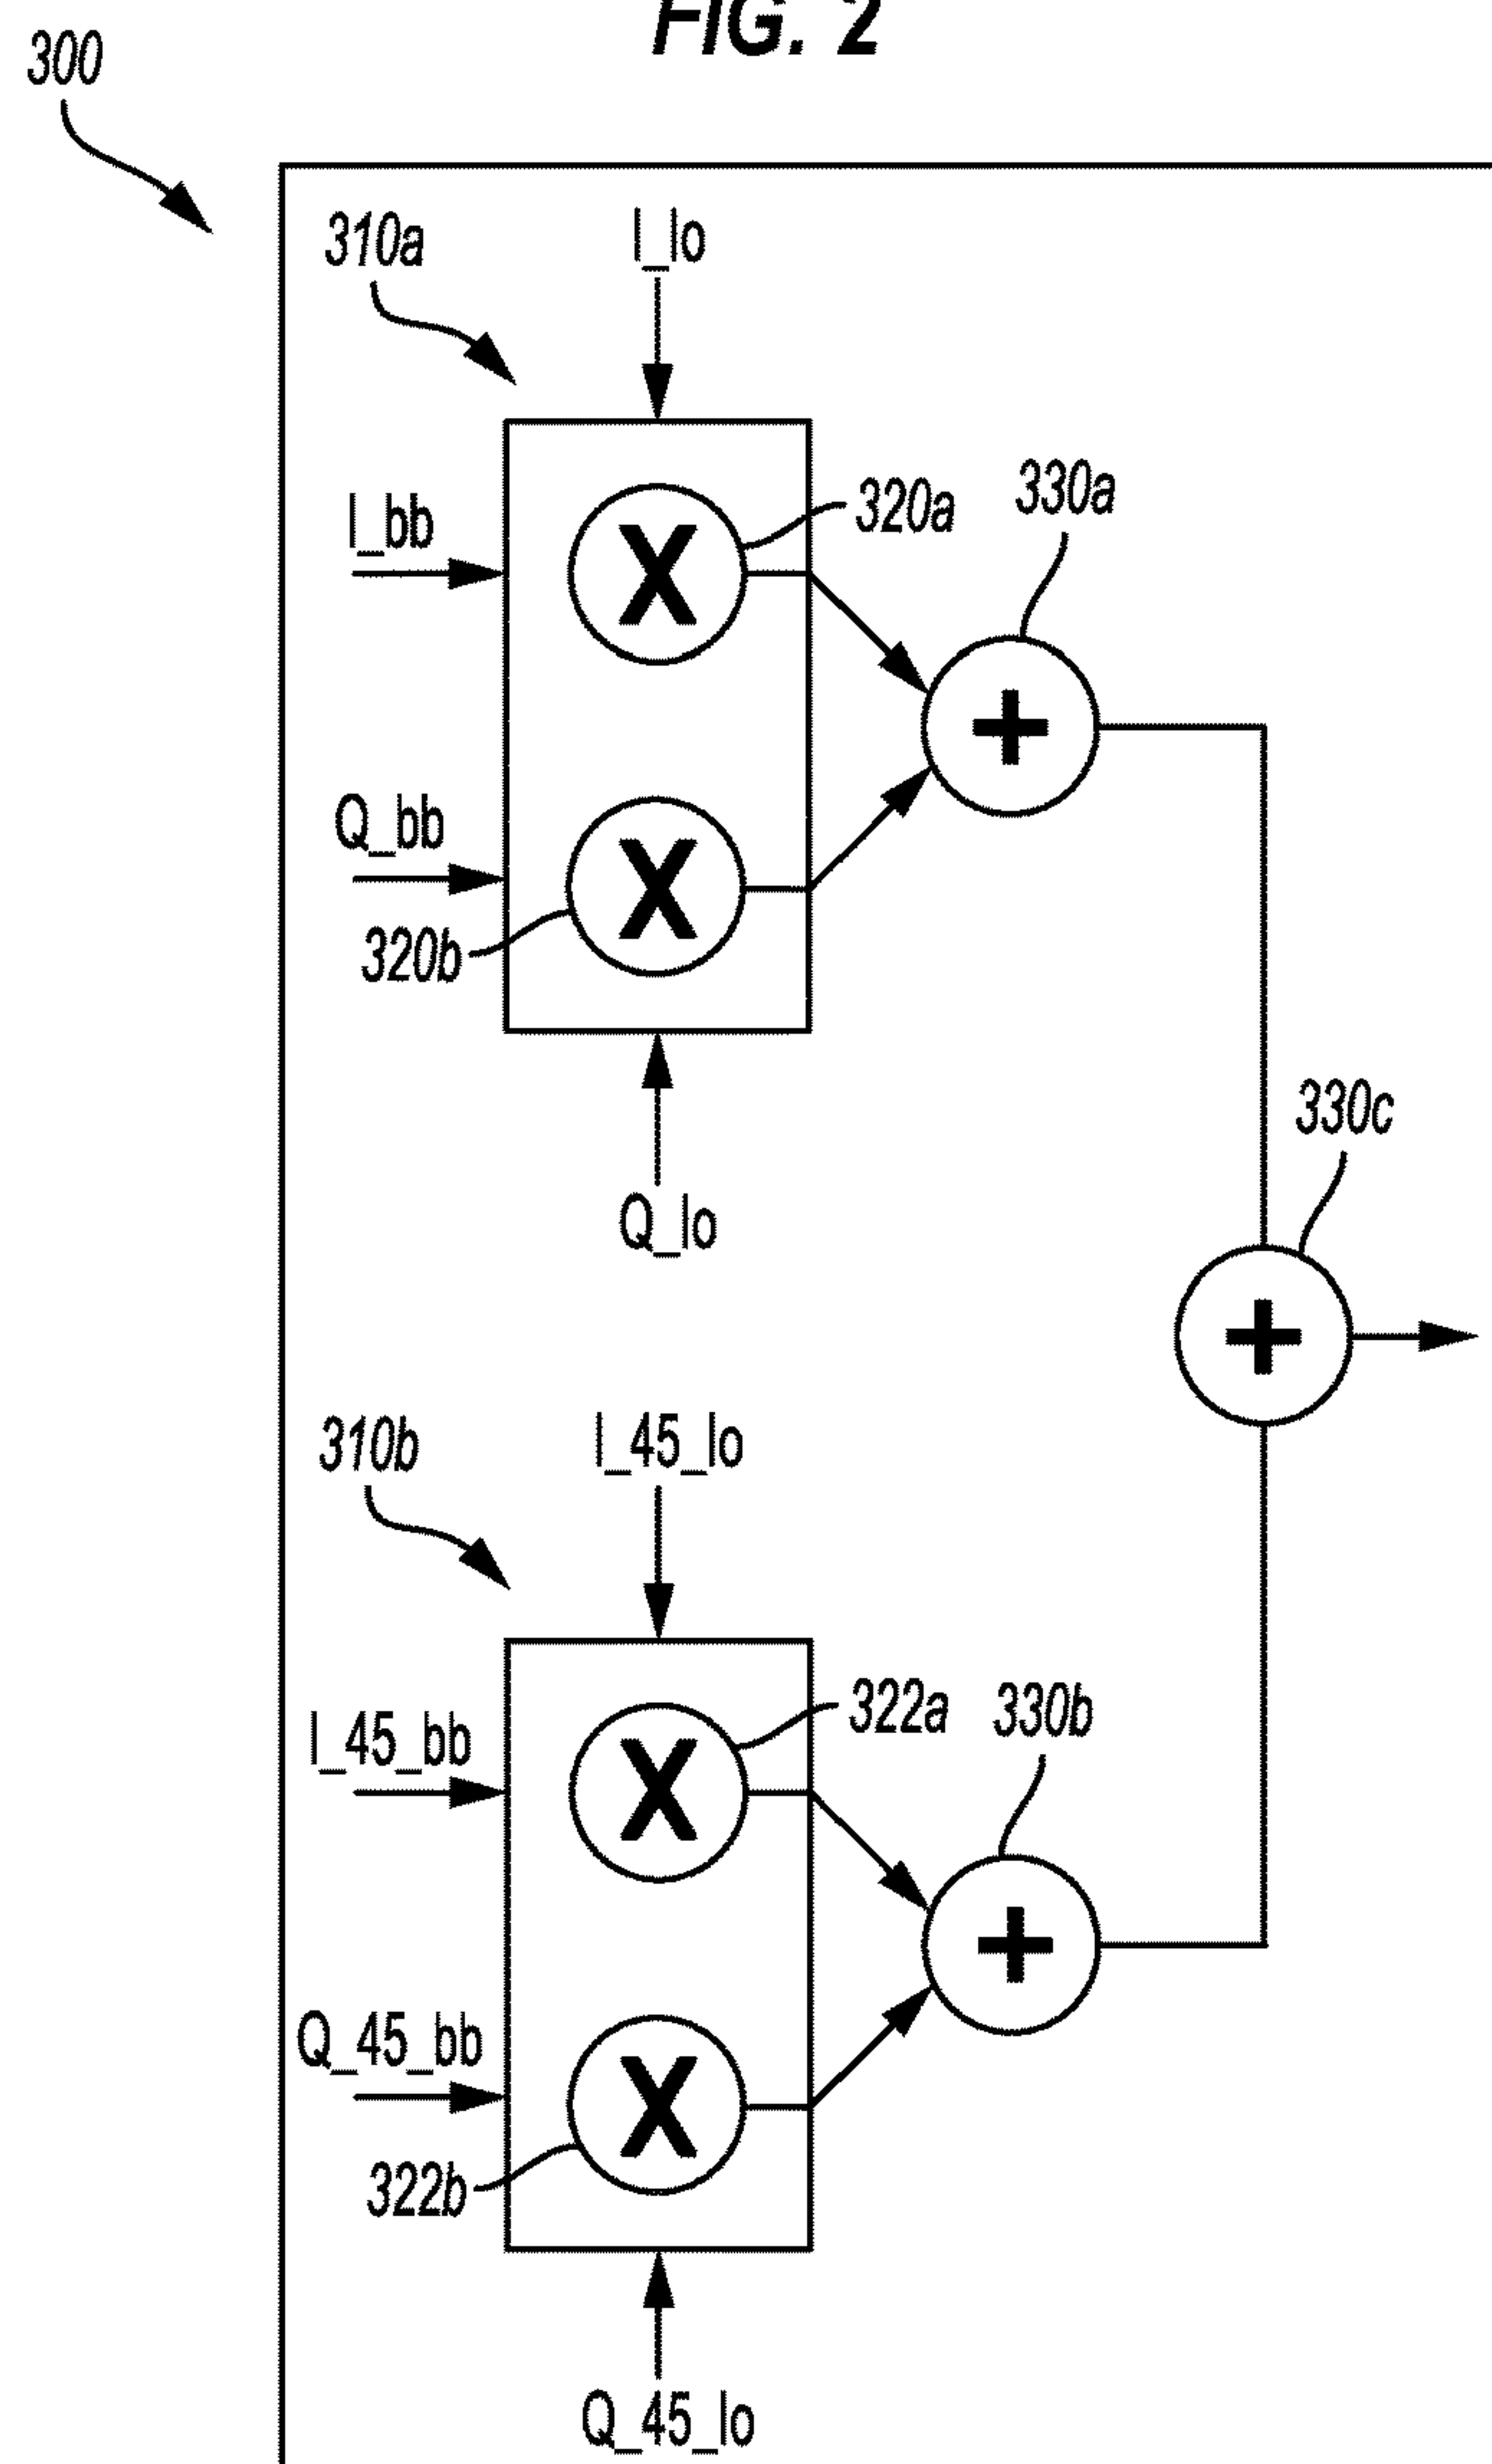 FIG. 2
300
310a
I_lo
I_bb
320a
330a
X
+
Q_bb
X
320b
Q_lo
330c
+
310b
I_45_lo
I_45_bb
322a
330b
X
+
Q_45_bb
X
322b
Q_45_lo